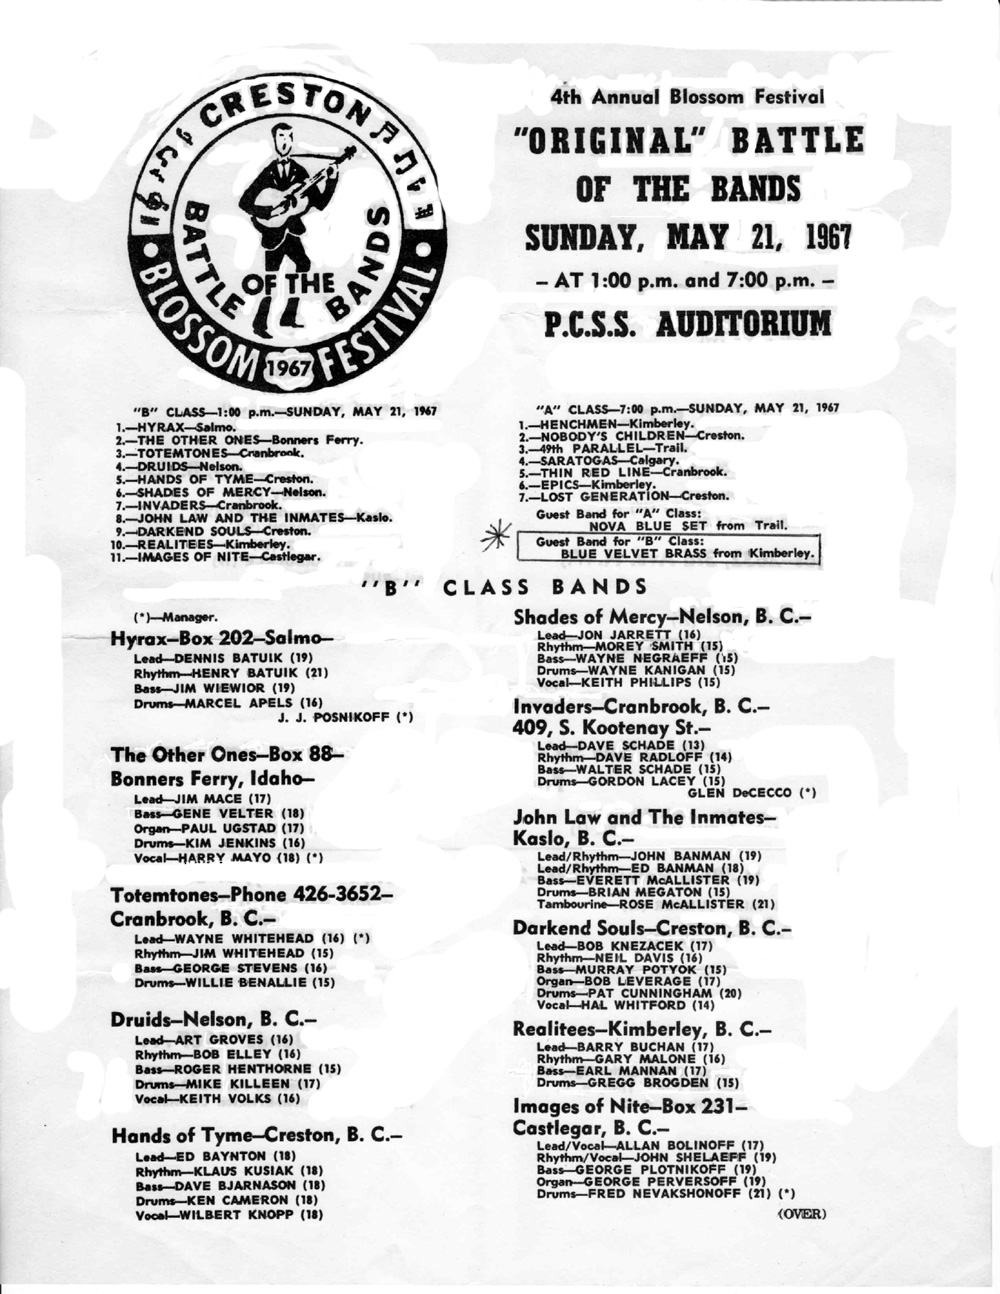 CRESTON
BATTLE
OF THE
BANDS
BLOSSOM FESTIVAL
1967
4th Annual Blossom Festival
"ORIGINAL" BATTLE
OF THE BANDS
SUNDAY, MAY 21, 1967
– AT 1:00 p.m. and 7:00 p.m. –
P.C.S.S. AUDITORIUM
"B" CLASS—1:00 p.m.—SUNDAY, MAY 21, 1967
1.—HYRAX—Salmo.
2.—THE OTHER ONES—Bonners Ferry.
3.—TOTEMTONES—Cranbrook.
4.—DRUIDS—Nelson.
5.—HANDS OF TYME—Creston.
6.—SHADES OF MERCY—Nelson.
7.—INVADERS—Cranbrook.
8.—JOHN LAW AND THE INMATES—Kaslo.
9.—DARKEND SOULS—Creston.
10.—REALITEES—Kimberley.
11.—IMAGES OF NITE—Castlegar.
"A" CLASS—7:00 p.m.—SUNDAY, MAY 21, 1967
1.—HENCHMEN—Kimberley.
2.—NOBODY'S CHILDREN—Creston.
3.—49th PARALLEL—Trail.
4.—SARATOGAS—Calgary.
5.—THIN RED LINE—Cranbrook.
6.—EPICS—Kimberley.
7.—LOST GENERATION—Creston.
Guest Band for "A" Class:
NOVA BLUE SET from Trail.
Guest Band for "B" Class:
BLUE VELVET BRASS from Kimberley.
''B'' CLASS BANDS
(*)—Manager.
Hyrax—Box 202—Salmo—
Lead—DENNIS BATUIK (19)
Rhythm—HENRY BATUIK (21)
Bass—JIM WIEWIOR (19)
Drums—MARCEL APELS (16)
J. J. POSNIKOFF (*)
The Other Ones—Box 88—
Bonners Ferry, Idaho—
Lead—JIM MACE (17)
Bass—GENE VELTER (18)
Organ—PAUL UGSTAD (17)
Drums—KIM JENKINS (16)
Vocal—HARRY MAYO (18) (*)
Totemtones—Phone 426-3652—
Cranbrook, B. C.—
Lead—WAYNE WHITEHEAD (16) (*)
Rhythm—JIM WHITEHEAD (15)
Bass—GEORGE STEVENS (16)
Drums—WILLIE BENALLIE (15)
Druids—Nelson, B. C.—
Lead—ART GROVES (16)
Rhythm—BOB ELLEY (16)
Bass—ROGER HENTHORNE (15)
Drums—MIKE KILLEEN (17)
Vocal—KEITH VOLKS (16)
Hands of Tyme—Creston, B. C.—
Lead—ED BAYNTON (18)
Rhythm—KLAUS KUSIAK (18)
Bass—DAVE BJARNASON (18)
Drums—KEN CAMERON (18)
Vocal—WILBERT KNOPP (18)
Shades of Mercy—Nelson, B. C.—
Lead—JON JARRETT (16)
Rhythm—MOREY SMITH (15)
Bass—WAYNE NEGRAEFF (15)
Drums—WAYNE KANIGAN (15)
Vocal—KEITH PHILLIPS (15)
Invaders—Cranbrook, B. C.—
409, S. Kootenay St.—
Lead—DAVE SCHADE (13)
Rhythm—DAVE RADLOFF (14)
Bass—WALTER SCHADE (15)
Drums—GORDON LACEY (15)
GLEN DeCECCO (*)
John Law and The Inmates—
Kaslo, B. C.—
Lead/Rhythm—JOHN BANMAN (19)
Lead/Rhythm—ED BANMAN (18)
Bass—EVERETT McALLISTER (19)
Drums—BRIAN MEGATON (15)
Tambourine—ROSE McALLISTER (21)
Darkend Souls—Creston, B. C.—
Lead—BOB KNEZACEK (17)
Rhythm—NEIL DAVIS (16)
Bass—MURRAY POTYOK (15)
Organ—BOB LEVERAGE (17)
Drums—PAT CUNNINGHAM (20)
Vocal—HAL WHITFORD (14)
Realitees—Kimberley, B. C.—
Lead—BARRY BUCHAN (17)
Rhythm—GARY MALONE (16)
Bass—EARL MANNAN (17)
Drums—GREGG BROGDEN (15)
Images of Nite—Box 231—
Castlegar, B. C.—
Lead/Vocal—ALLAN BOLINOFF (17)
Rhythm/Vocal—JOHN SHELAEFF (19)
Bass—GEORGE PLOTNIKOFF (19)
Organ—GEORGE PERVERSOFF (19)
Drums—FRED NEVAKSHONOFF (21) (*)
(OVER)